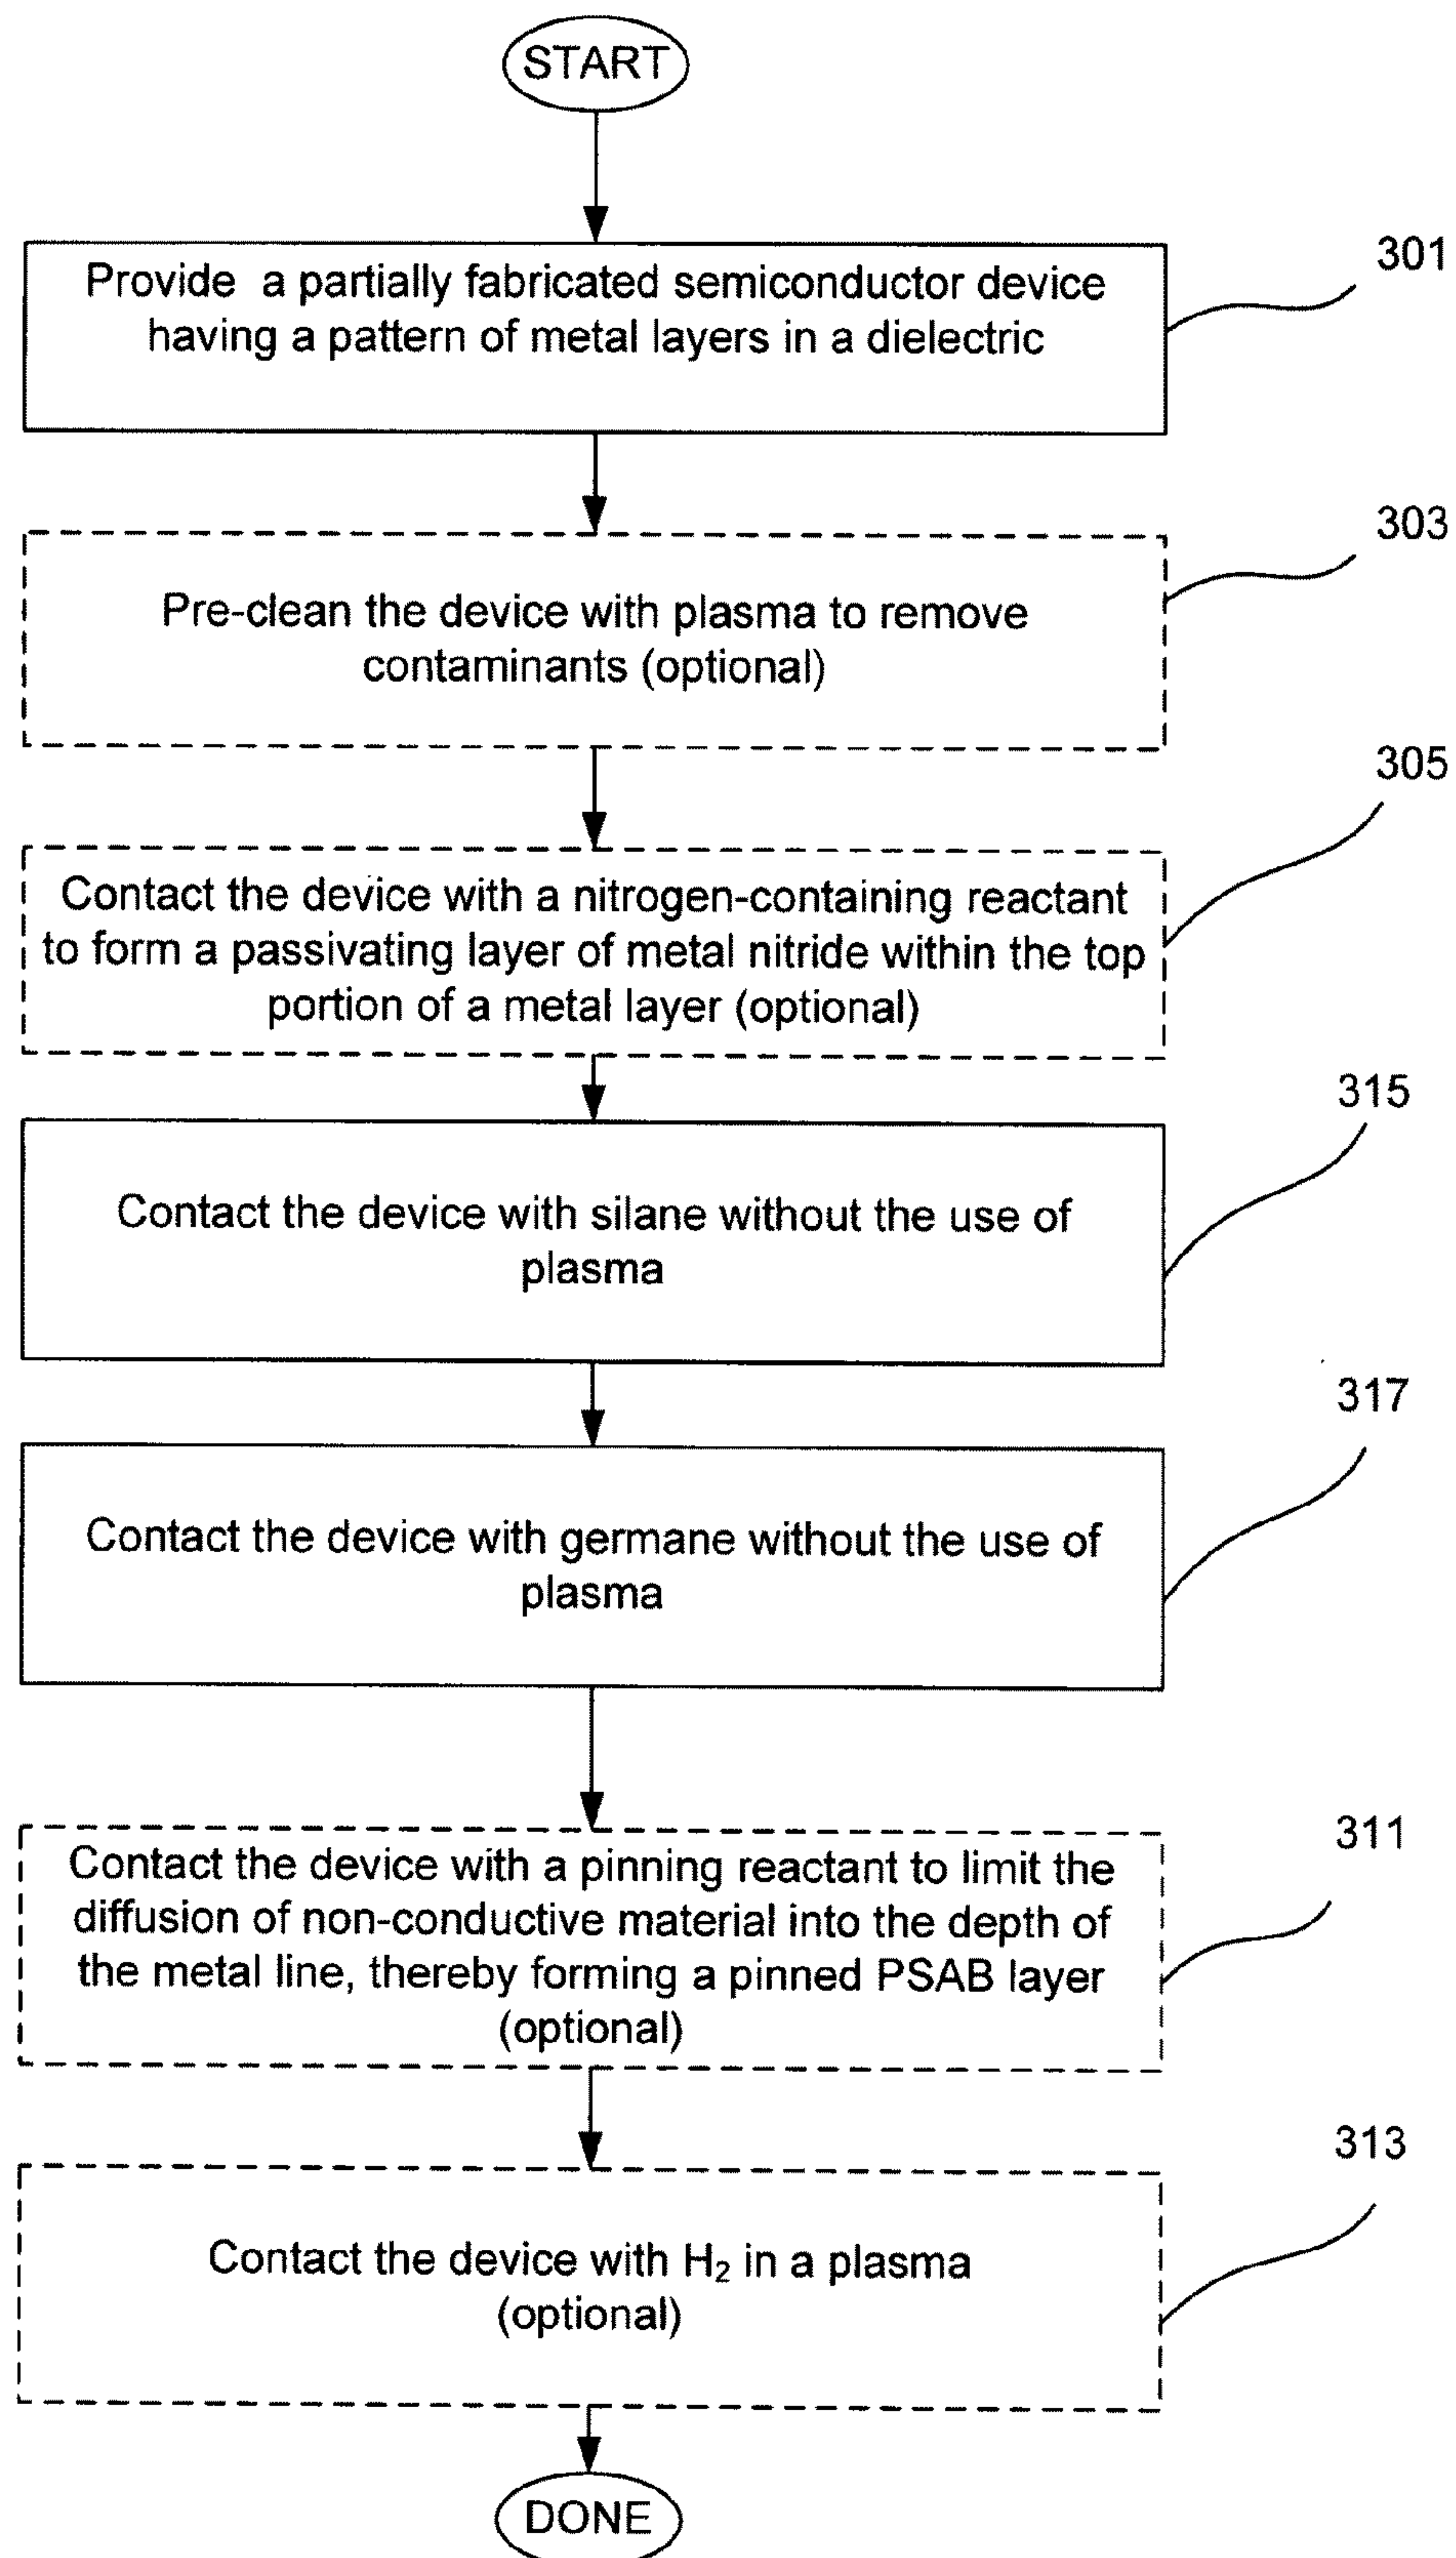 START
301
Provide a partially fabricated semiconductor device
having a pattern of metal layers in a dielectric
303
Pre-clean the device with plasma to remove
contaminants (optional)
305
Contact the device with a nitrogen-containing reactant
to form a passivating layer of metal nitride within the top
portion of a metal layer (optional)
315
Contact the device with silane without the use of
plasma
317
Contact the device with germane without the use of
plasma
311
Contact the device with a pinning reactant to limit the
diffusion of non-conductive material into the depth of
the metal line, thereby forming a pinned PSAB layer
(optional)
313
Contact the device with H₂ in a plasma
(optional)
DONE